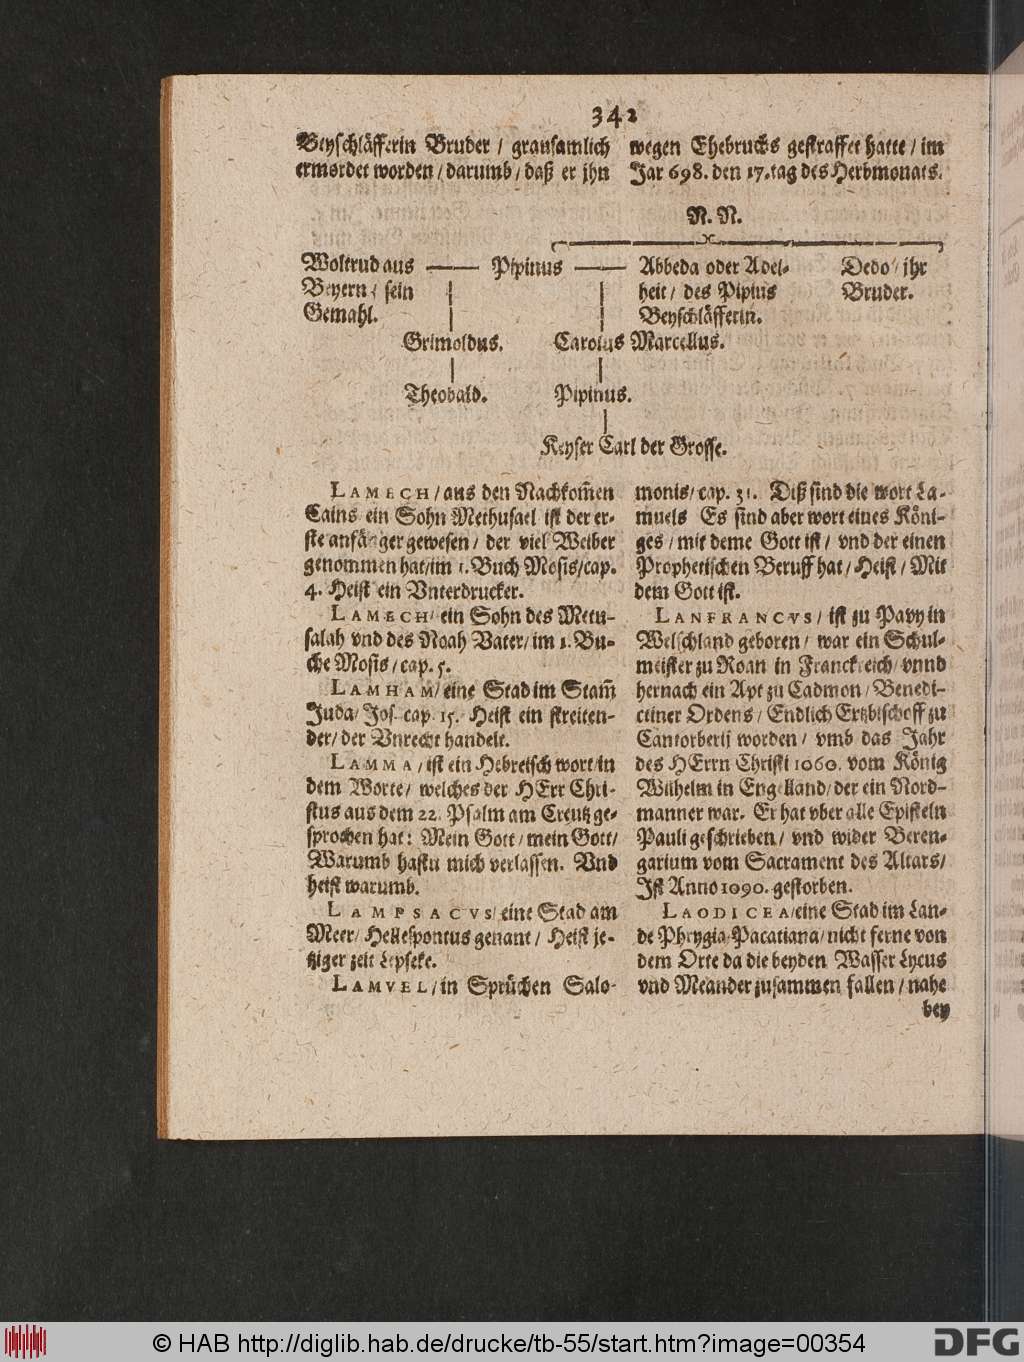 342
Beyschläfferin Bruder / grausamlich
ermordet worden / darumb / daß er jhn
wegen Ehebruchs gestraffet hatte / im
Jar 698. den 17. tag des Herbmonats.
N. N.
Woltrud aus —— Pipinus —— Abbeda oder Adel- Dedo / jhr
Beyern / sein heit / des Pipius Bruder.
Gemahl. Beyschläfferin.
Grimoldus. Carolus Marcellus.
Theobald. Pipinus.
Keyser Carl der Grosse.
LAMECH / aus den Nachkom̄en
Cains ein Sohn Methusael ist der er-
ste anfänger gewesen / der viel Weiber
genommen hat / im 1. Buch Mosis / cap.
4. Heist ein Vnterdrucker.
LAMECH / ein Sohn des Metu-
salah vnd des Noah Vater / im 1. Bu-
che Mosis / cap. 5.
LAMHAM / eine Stad im Stam̄
Juda / Jos. cap. 15. Heist ein streiten-
der / der Vnrecht handelt.
LAMMA / ist ein Hebreisch wort / in
dem Worte / welches der HErr Chri-
stus aus dem 22. Psalm am Creutz ge-
sprochen hat: Mein Gott / mein Gott /
Warumb hastu mich verlassen. Vnd
heist warumb.
LAMPSACVS / eine Stad am
Meer / Hellespontus genant / Heist je-
tziger zeit Lepseke.
LAMVEL / in Sprüchen Salo-
monis / cap. 31. Diß sind die wort La-
muels Es sind aber wort eines Köni-
ges / mit deme Gott ist / vnd der einen
Prophetischen Beruff hat / Heist / Mit
dem Gott ist.
LANFRANCVS / ist zu Pavy in
Welschland geboren / war ein Schul-
meister zu Roan in Franckreich / vnnd
hernach ein Apt zu Cadmon / Benedi-
ctiner Ordens / Endlich Ertzbischoff zu
Cantorberij worden / vmb das Jahr
des HErrn Christi 1060. vom König
Wilhelm in Engelland / der ein Nord-
manner war. Er hat vber alle Episteln
Pauli geschrieben / vnd wider Beren-
garium vom Sacrament des Altars /
Ist Anno 1090. gestorben.
LAODICEA / eine Stad im Lan-
de Phrygia Pacatiana / nicht ferne von
dem Orte da die beyden Wasser Lycus
vnd Meander zusammen fallen / nahe
bey
© HAB http://diglib.hab.de/drucke/tb-55/start.htm?image=00354
DFG